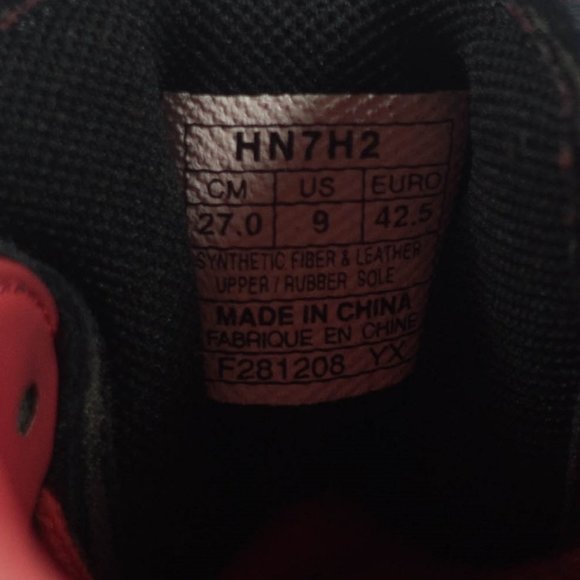 HN7H2
CM US EURO
27.0 9 42.5
SYNTHETIC FIBER & LEATHER
UPPER / RUBBER SOLE
MADE IN CHINA
FABRIQUE EN CHINE
F281208 YX